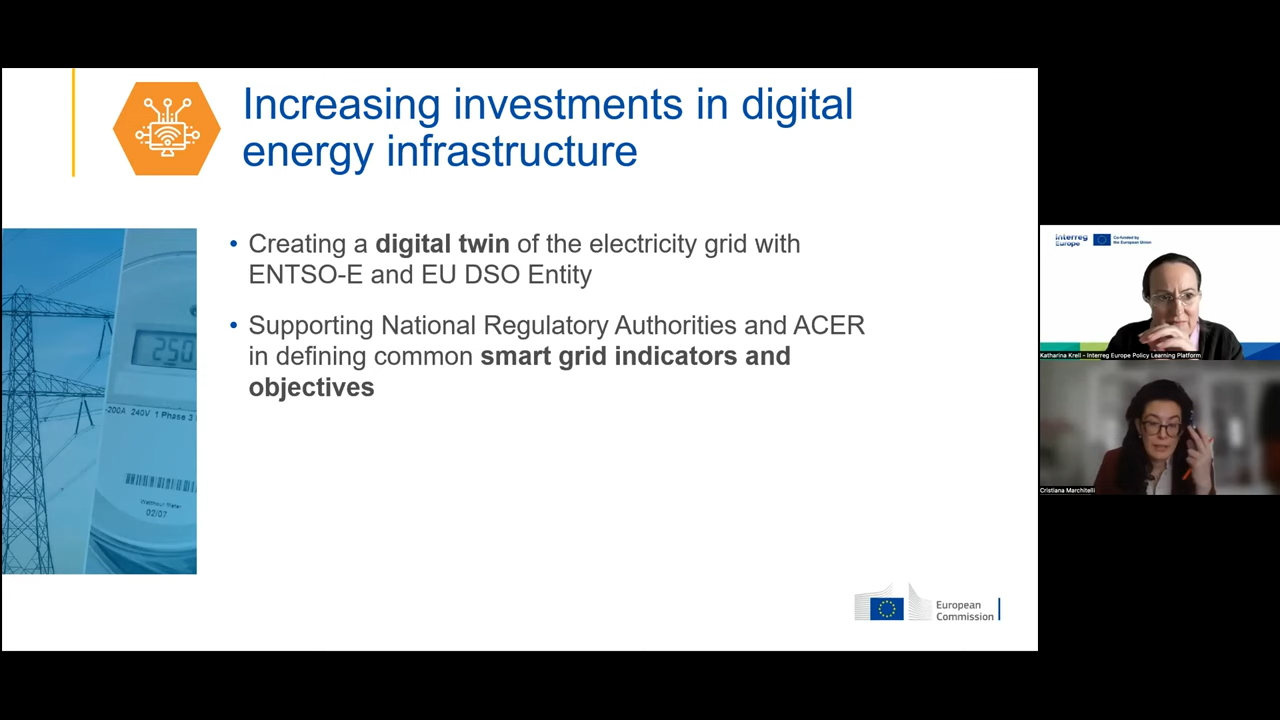 Increasing investments in digital
energy infrastructure
• Creating a digital twin of the electricity grid with
ENTSO-E and EU DSO Entity
• Supporting National Regulatory Authorities and ACER
in defining common smart grid indicators and
objectives
250
-200A 240V 1 Phase 3
Watthour Meter
02/07
European
Commission
Interreg
Europe
Co-funded by
the European Union
Katharina Krell - Interreg Europe Policy Learning Platform
Cristiana Marchitelli